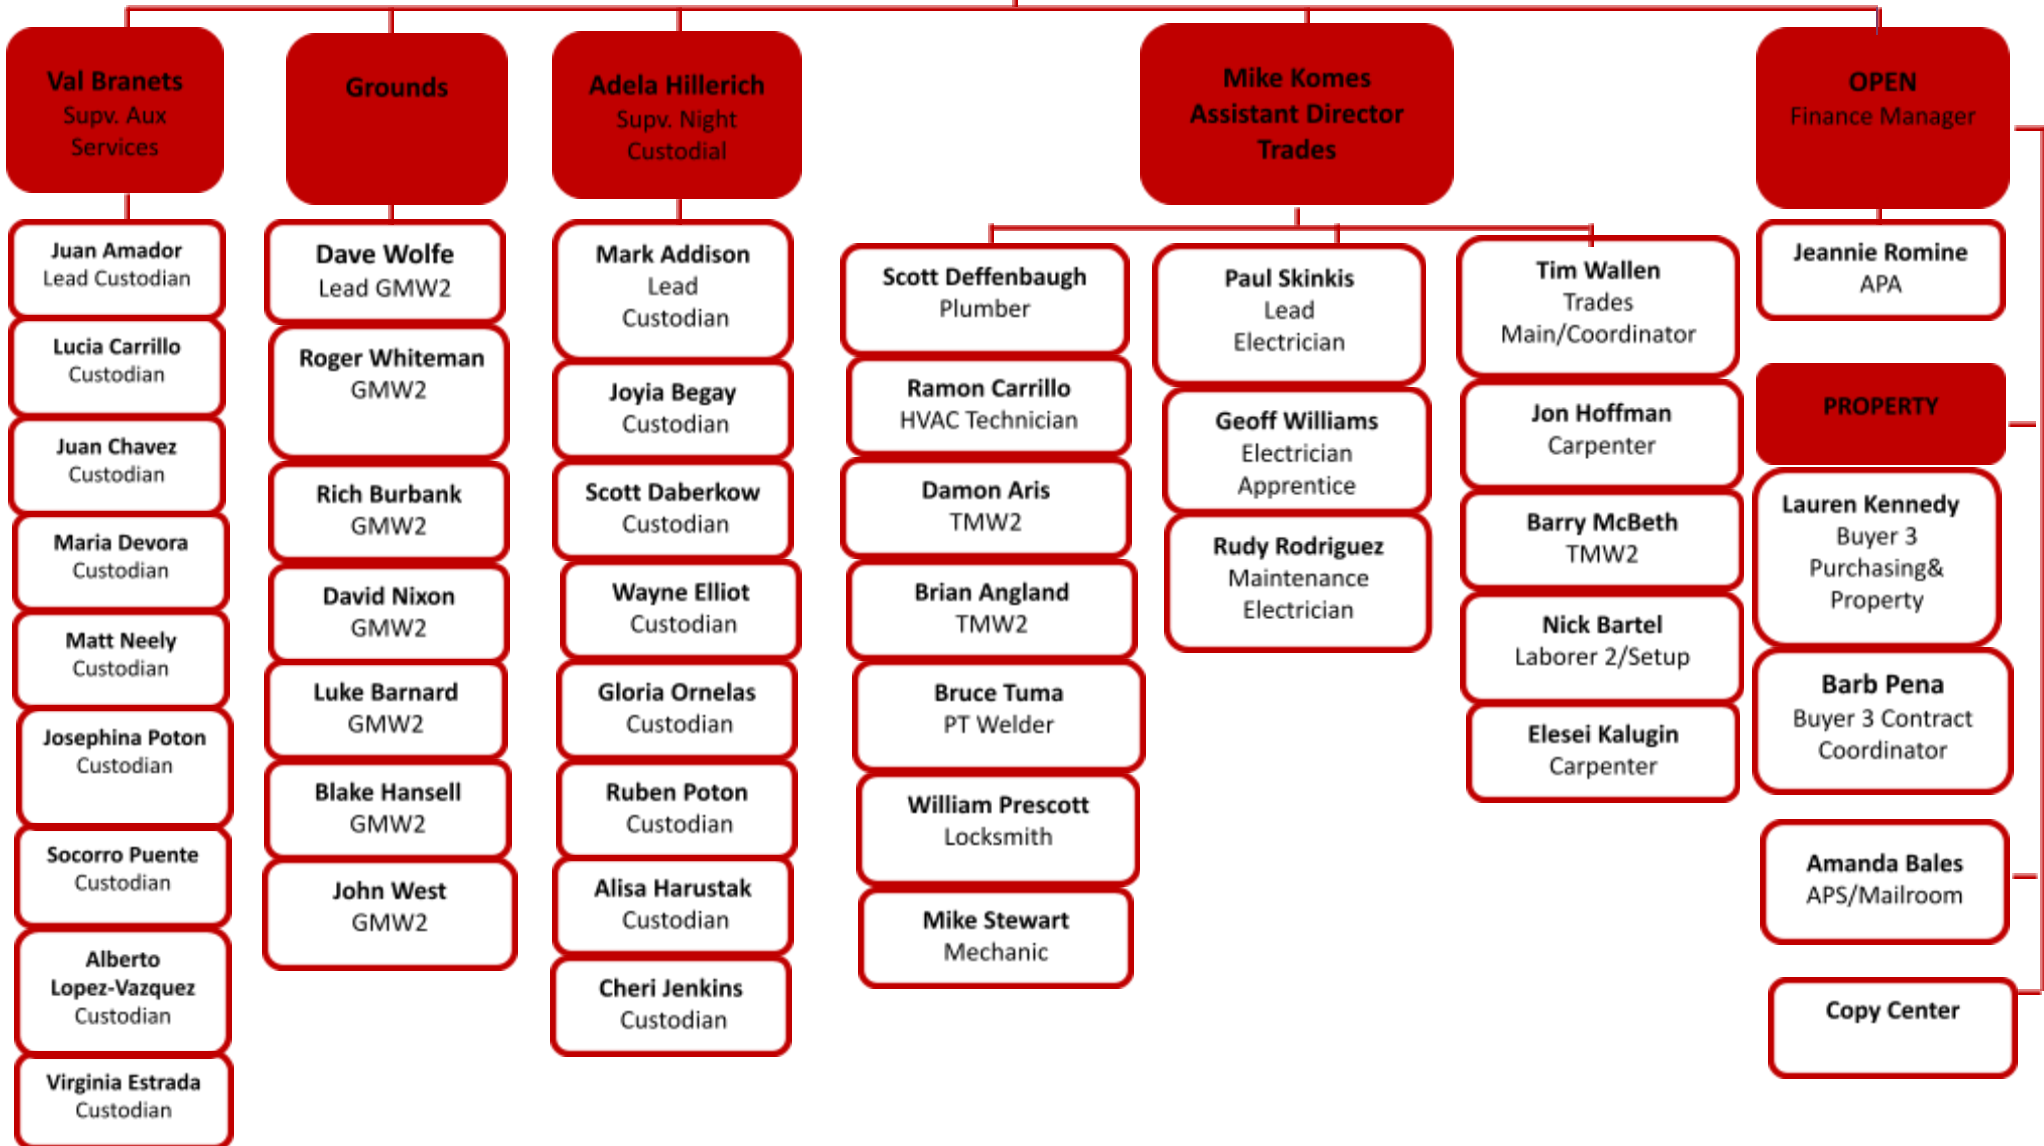 Val Branets
Supv. Aux
Services
Juan Amador
Lead Custodian
Lucia Carrillo
Custodian
Juan Chavez
Custodian
Maria Devora
Custodian
Matt Neely
Custodian
Josephina Poton
Custodian
Socorro Puente
Custodian
Alberto
Lopez-Vazquez
Custodian
Virginia Estrada
Custodian
Grounds
Dave Wolfe
Lead GMW2
Roger Whiteman
GMW2
Rich Burbank
GMW2
David Nixon
GMW2
Luke Barnard
GMW2
Blake Hansell
GMW2
John West
GMW2
Adela Hillerich
Supv. Night
Custodial
Mark Addison
Lead
Custodian
Joyia Begay
Custodian
Scott Daberkow
Custodian
Wayne Elliot
Custodian
Gloria Ornelas
Custodian
Ruben Poton
Custodian
Alisa Harustak
Custodian
Cheri Jenkins
Custodian
Mike Komes
Assistant Director
Trades
Scott Deffenbaugh
Plumber
Ramon Carrillo
HVAC Technician
Damon Aris
TMW2
Brian Angland
TMW2
Bruce Tuma
PT Welder
William Prescott
Locksmith
Mike Stewart
Mechanic
Paul Skinkis
Lead
Electrician
Geoff Williams
Electrician
Apprentice
Rudy Rodriguez
Maintenance
Electrician
Tim Wallen
Trades
Main/Coordinator
Jon Hoffman
Carpenter
Barry McBeth
TMW2
Nick Bartel
Laborer 2/Setup
Elesei Kalugin
Carpenter
OPEN
Finance Manager
Jeannie Romine
APA
PROPERTY
Lauren Kennedy
Buyer 3
Purchasing&
Property
Barb Pena
Buyer 3 Contract
Coordinator
Amanda Bales
APS/Mailroom
Copy Center